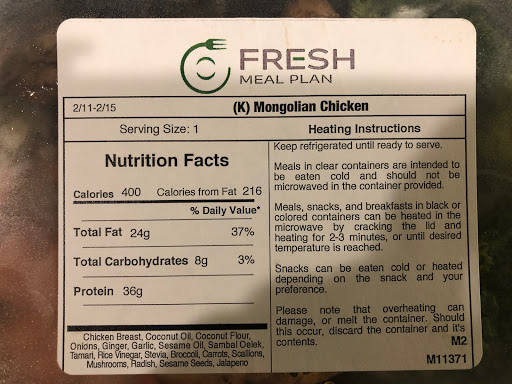 FRESH
MEAL PLAN
2/11-2/15
(K) Mongolian Chicken
Serving Size: 1
Heating Instructions
Nutrition Facts
Calories 400 Calories from Fat 216
% Daily Value*
Total Fat 24g 37%
Total Carbohydrates 8g 3%
Protein 36g
Chicken Breast, Coconut Oil, Coconut Flour,
Onions, Ginger, Garlic, Sesame Oil, Sambal Oelek,
Tamari, Rice Vinegar, Stevia, Broccoli, Carrots, Scallions,
Mushrooms, Radish, Sesame Seeds, Jalapeno
Keep refrigerated until ready to serve.
Meals in clear containers are intended to
be eaten cold and should not be
microwaved in the container provided.
Meals, snacks, and breakfasts in black or
colored containers can be heated in the
microwave by cracking the lid and
heating for 2-3 minutes, or until desired
temperature is reached.
Snacks can be eaten cold or heated
depending on the snack and your
preference.
Please note that overheating can
damage, or melt the container. Should
this occur, discard the container and it's
contents.
M2
M11371